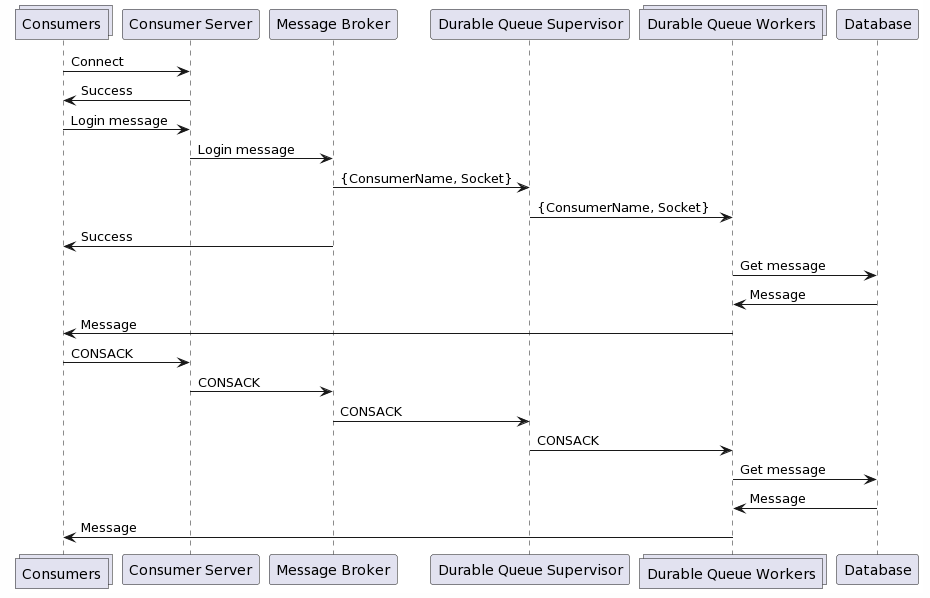 Consumers Consumer Server Message Broker Durable Queue Supervisor Durable Queue Workers Database
Connect
Success
Login message
Login message
{ConsumerName, Socket}
{ConsumerName, Socket}
Success
Get message
Message
Message
CONSACK
CONSACK
CONSACK
CONSACK
Get message
Message
Message
Consumers Consumer Server Message Broker Durable Queue Supervisor Durable Queue Workers Database